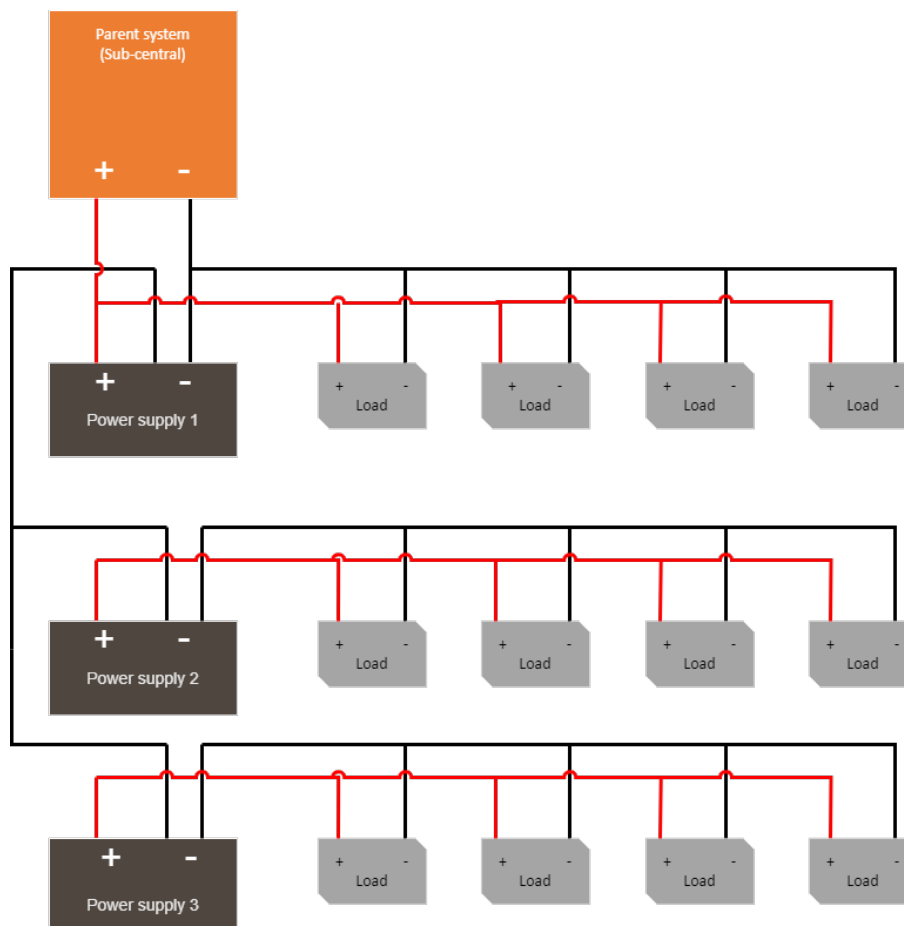 Parent system
(Sub-central)
+ -
+ -
Power supply 1
+ -
Load
+ -
Load
+ -
Load
+ -
Load
+ -
Power supply 2
+ -
Load
+ -
Load
+ -
Load
+ -
Load
+ -
Power supply 3
+ -
Load
+ -
Load
+ -
Load
+ -
Load